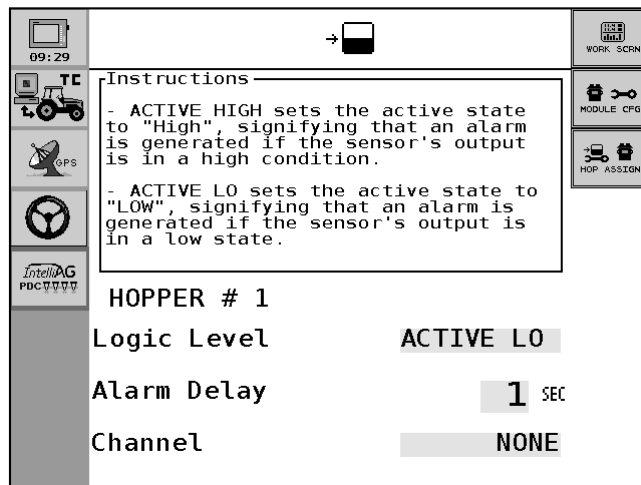 09:29
TC
GPS
IntelliAG
PDC
Instructions
- ACTIVE HIGH sets the active state
to "High", signifying that an alarm
is generated if the sensor's output
is in a high condition.
- ACTIVE LO sets the active state to
"LOW", signifying that an alarm is
generated if the sensor's output is
in a low state.
HOPPER # 1
Logic Level ACTIVE LO
Alarm Delay 1 SEC
Channel NONE
WORK SCRN
MODULE CFG
HOP ASSIGN